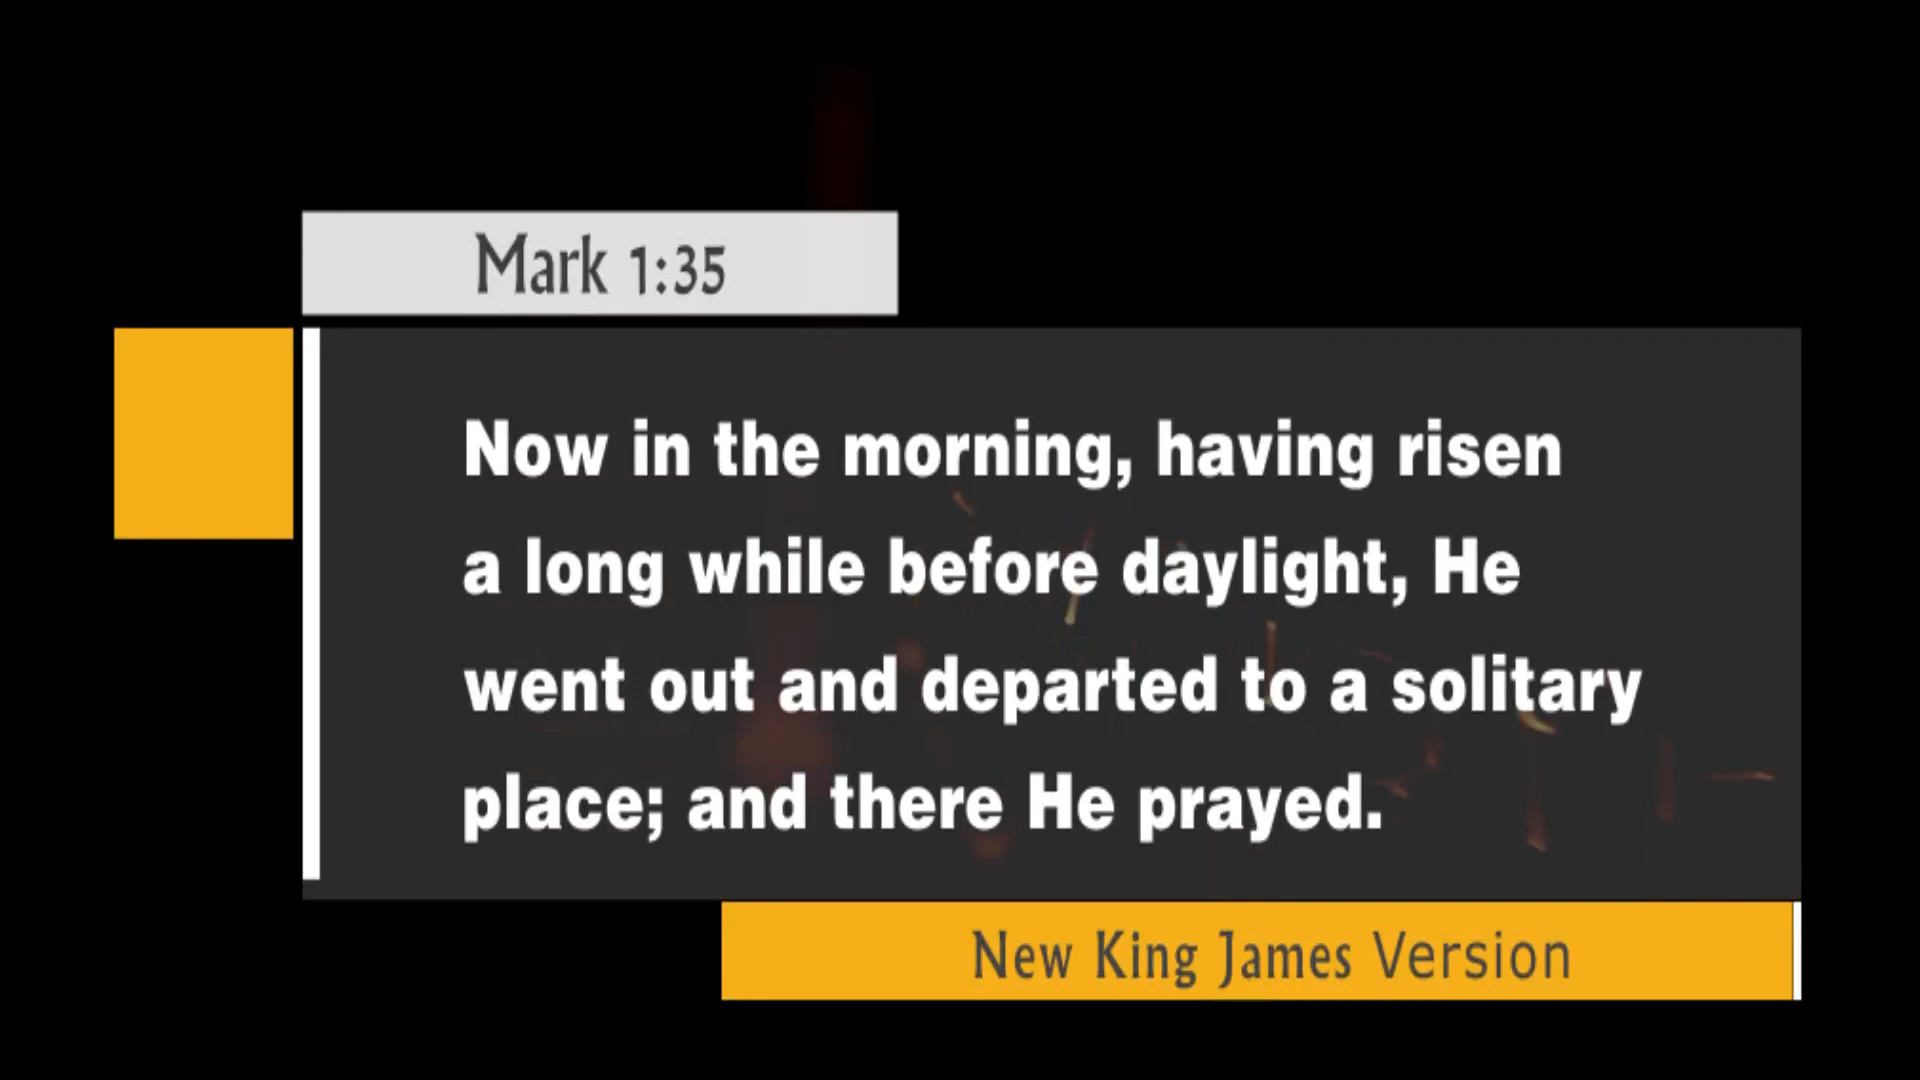 Mark 1:35
Now in the morning, having risen
a long while before daylight, He
went out and departed to a solitary
place; and there He prayed.
New King James Version